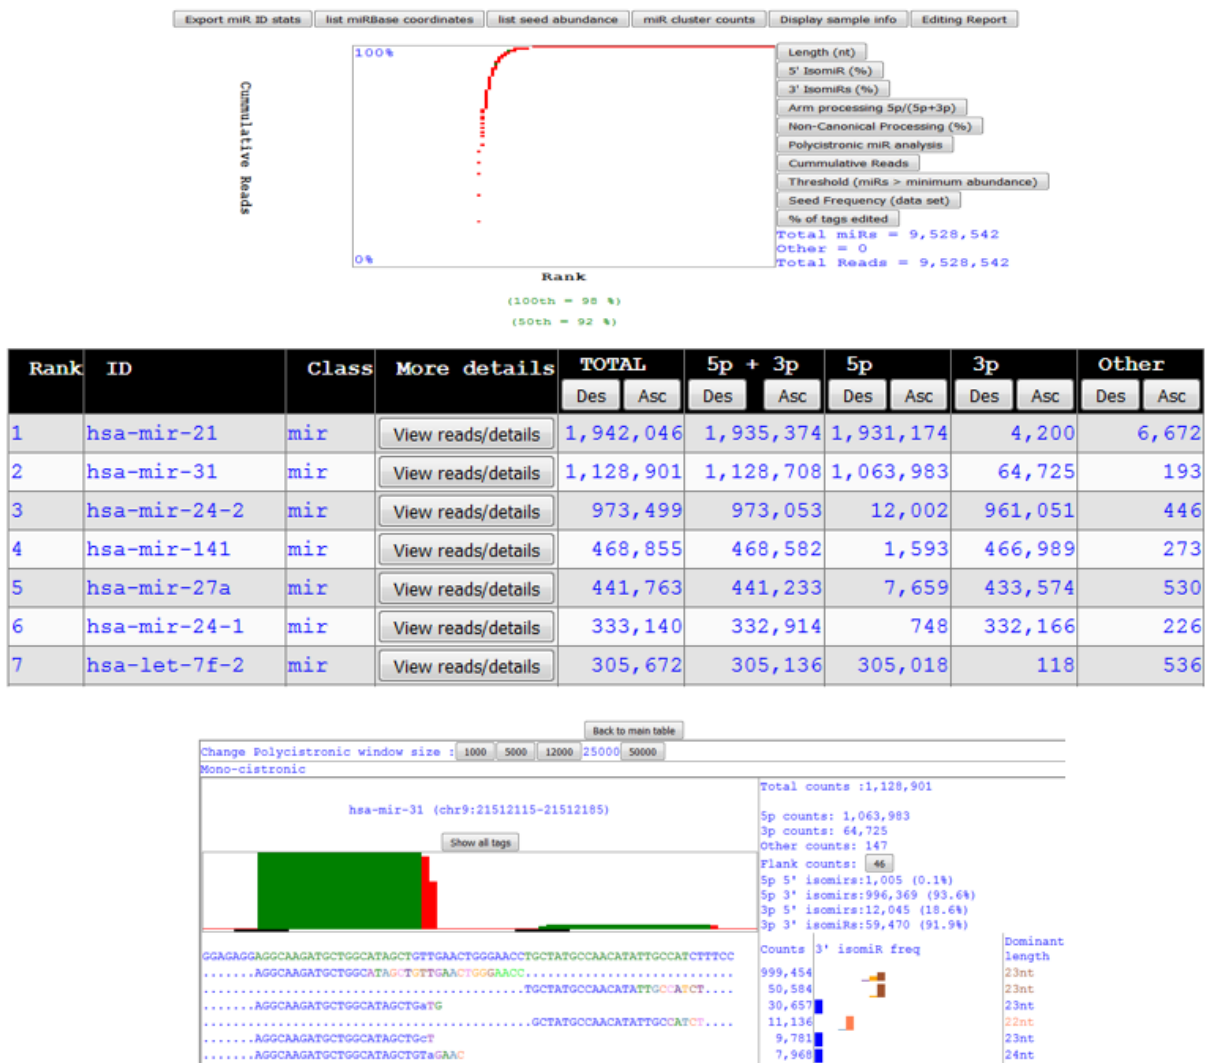 Export miR ID stats list miRBase coordinates list seed abundance miR cluster counts Display sample info Editing Report
100%
Cummulative Reads
0%
Length (nt)
5' IsomiR (%)
3' IsomiRs (%)
Arm processing 5p/(5p+3p)
Non-Canonical Processing (%)
Polycistronic miR analysis
Cummulative Reads
Threshold (miRs > minimum abundance)
Seed Frequency (data set)
% of tags edited
Total miRs = 9,528,542
Other = 0
Total Reads = 9,528,542
Rank
(100th = 98 %)
(50th = 92 %)
Rank ID Class More details TOTAL 5p + 3p 5p 3p Other
Des Asc Des Asc Des Asc Des Asc Des Asc
1 hsa-mir-21 mir View reads/details 1,942,046 1,935,374 1,931,174 4,200 6,672
2 hsa-mir-31 mir View reads/details 1,128,901 1,128,708 1,063,983 64,725 193
3 hsa-mir-24-2 mir View reads/details 973,499 973,053 12,002 961,051 446
4 hsa-mir-141 mir View reads/details 468,855 468,582 1,593 466,989 273
5 hsa-mir-27a mir View reads/details 441,763 441,233 7,659 433,574 530
6 hsa-mir-24-1 mir View reads/details 333,140 332,914 748 332,166 226
7 hsa-let-7f-2 mir View reads/details 305,672 305,136 305,018 118 536
Back to main table
Change Polycistronic window size : 1000 5000 12000 25000 50000
Mono-cistronic
hsa-mir-31 (chr9:21512115-21512185)
Show all tags
Total counts :1,128,901
5p counts: 1,063,983
3p counts: 64,725
Other counts: 147
Flank counts: 46
5p 5' isomirs:1,005 (0.1%)
5p 3' isomirs:996,369 (93.6%)
3p 5' isomirs:12,045 (18.6%)
3p 3' isomiRs:59,470 (91.9%)
Counts 3' isomiR freq Dominant length
GGAGAGGAGGCAAGATGCTGGCATAGCTGTTGAACTGGGAACCTGCTATGCCAACATATTGCCATCTTTCC
.......AGGCAAGATGCTGGCATAGCTGTTGAACTGGGAACC............................ 999,454 23nt
...........................................TGCTATGCCAACATATTGCCATCT.... 50,584 23nt
.......AGGCAAGATGCTGGCATAGCTGaTG 30,657 23nt
............................................GCTATGCCAACATATTGCCATCT.... 11,136 22nt
.......AGGCAAGATGCTGGCATAGCTGcT 9,781 23nt
.......AGGCAAGATGCTGGCATAGCTGTaGAAC 7,968 24nt